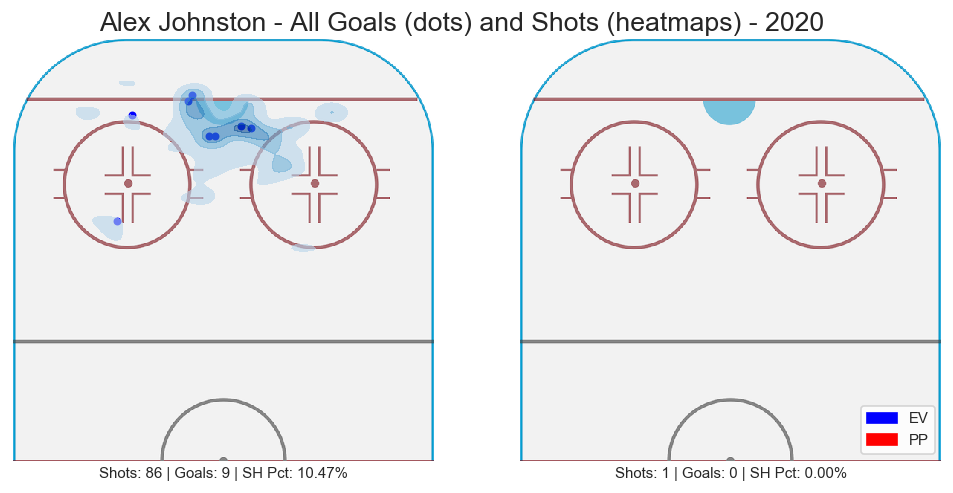 Alex Johnston - All Goals (dots) and Shots (heatmaps) - 2020
EV
PP
Shots: 86 | Goals: 9 | SH Pct: 10.47%
Shots: 1 | Goals: 0 | SH Pct: 0.00%